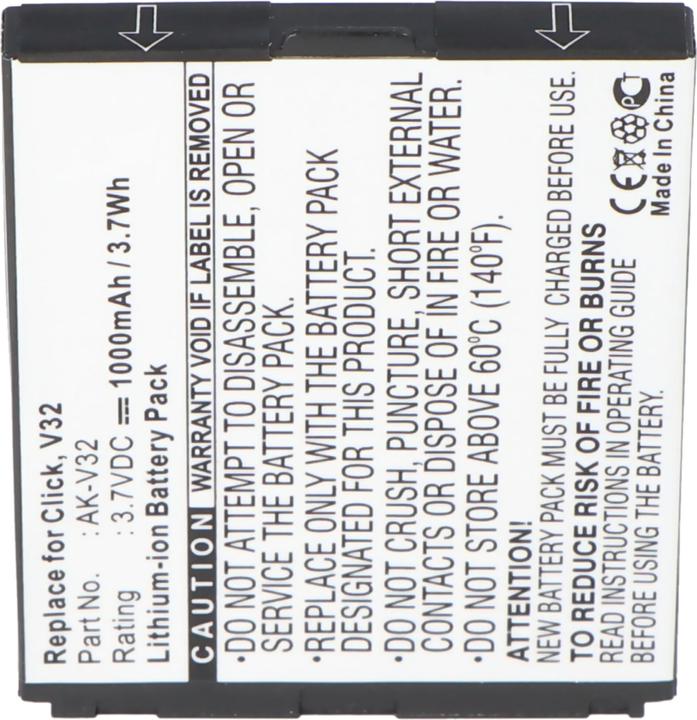 Replace for Click, V32
Part No. : AK-V32
Rating : 3.7VDC 1000mAh / 3.7Wh
Lithium-ion Battery Pack
CAUTION WARRANTY VOID IF LABEL IS REMOVED
•DO NOT ATTEMPT TO DISASSEMBLE, OPEN OR
SERVICE THE BATTERY PACK.
•REPLACE ONLY WITH THE BATTERY PACK
DESIGNATED FOR THIS PRODUCT.
•DO NOT CRUSH, PUNCTURE, SHORT EXTERNAL
CONTACTS OR DISPOSE OF IN FIRE OR WATER.
•DO NOT STORE ABOVE 60°C (140°F).
ATTENTION!
NEW BATTERY PACK MUST BE FULLY CHARGED BEFORE USE.
TO REDUCE RISK OF FIRE OR BURNS
READ INSTRUCTIONS IN OPERATING GUIDE
BEFORE USING THE BATTERY.
CE PCT
Made In China